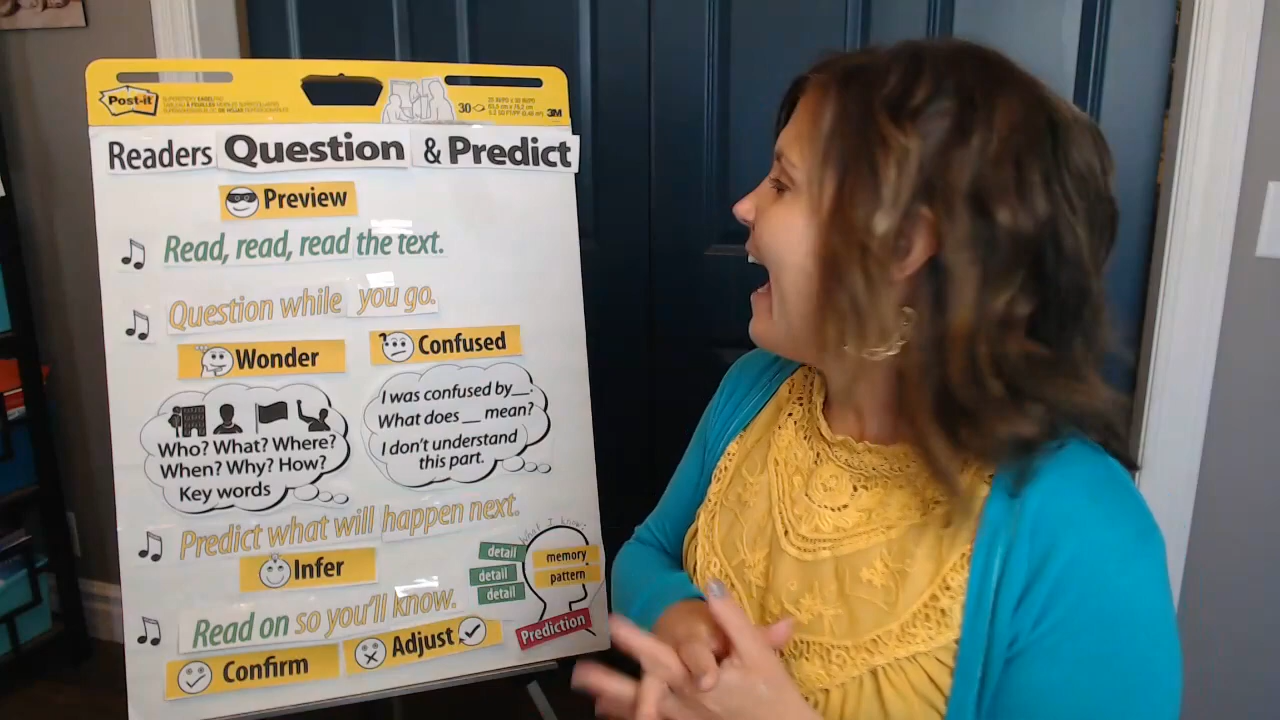 Post-it
30
3M
Readers Question & Predict
Preview
Read, read, read the text.
Question while you go.
Wonder
Confused
Who? What? Where?
When? Why? How?
Key words
I was confused by__.
What does __ mean?
I don't understand
this part.
Predict what will happen next.
Infer
What I know
detail
detail
detail
memory
pattern
Prediction
Read on so you'll know.
Confirm
Adjust